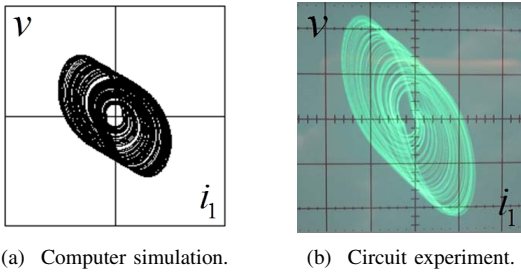 v
i₁
(a) Computer simulation.
v
i₁
(b) Circuit experiment.